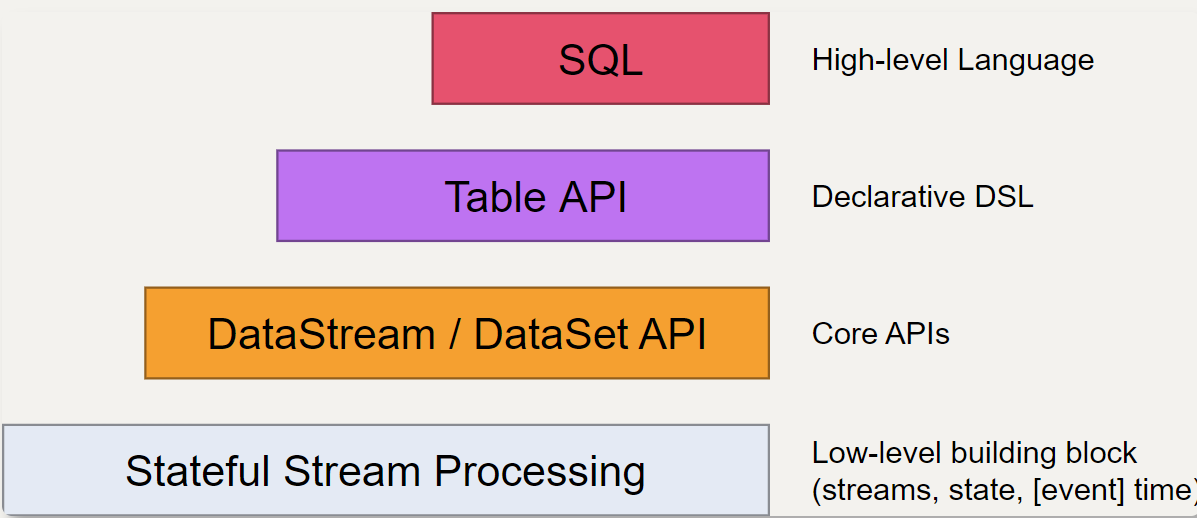 SQL
High-level Language
Table API
Declarative DSL
DataStream / DataSet API
Core APIs
Stateful Stream Processing
Low-level building block
(streams, state, [event] time)